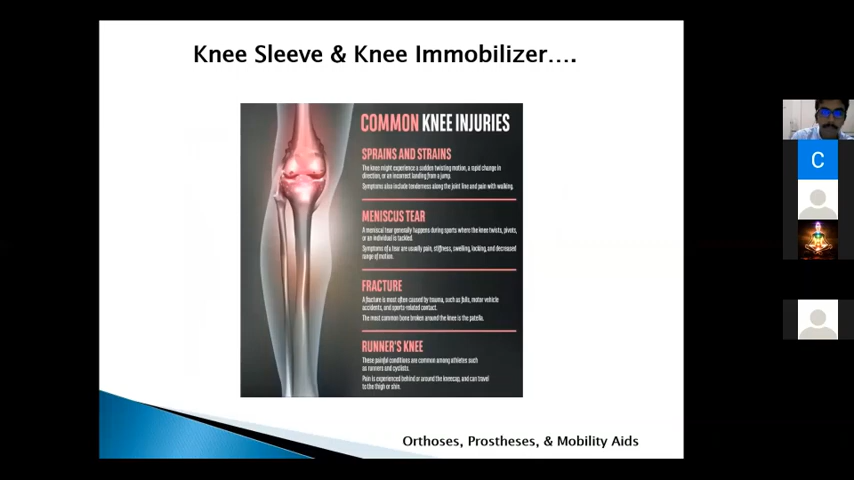 Knee Sleeve & Knee Immobilizer....
COMMON KNEE INJURIES
SPRAINS AND STRAINS
The knee might experience a sudden twisting motion, a rapid change in
direction, or an incorrect landing from a jump.
Symptoms also include tenderness along the joint line and pain with walking.
MENISCUS TEAR
A meniscus tear generally happens during sports where the knee twists, pivots,
or an individual is tackled.
Symptoms of a tear are usually pain, stiffness, swelling, locking, and decreased
range of motion.
FRACTURE
A fracture is most often caused by trauma, such as falls, motor vehicle
accidents, and sports-related contact.
The most common bone broken around the knee is the patella.
RUNNER'S KNEE
These painful conditions are common among athletes such
as runners and cyclists.
Pain is experienced behind or around the kneecap, and can travel
to the thigh or shin.
Orthoses, Prostheses, & Mobility Aids
C